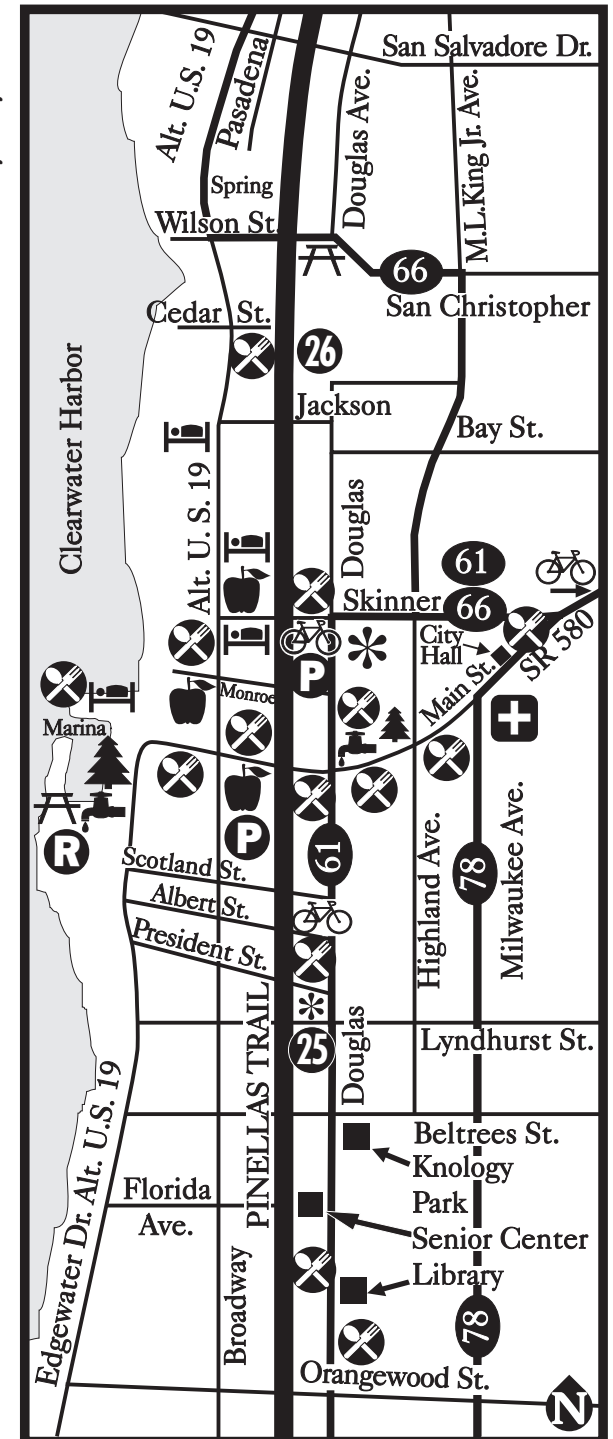 San Salvadore Dr.
Alt. U.S. 19
Pasadena
Douglas Ave.
M.L.King Jr. Ave.
Spring
Wilson St.
66
San Christopher
Cedar St.
26
Clearwater Harbor
Jackson
Bay St.
Alt. U. S. 19
Douglas
61
Skinner
66
City
Hall
SR 580
Main St.
P
Monroe
Marina
P
R
61
Highland Ave.
78
Milwaukee Ave.
Scotland St.
Albert St.
President St.
PINELLAS TRAIL
25
Douglas
Lyndhurst St.
Edgewater Dr. Alt. U.S. 19
Beltrees St.
Knology
Park
Florida
Ave.
Senior Center
Library
Broadway
78
Orangewood St.
N